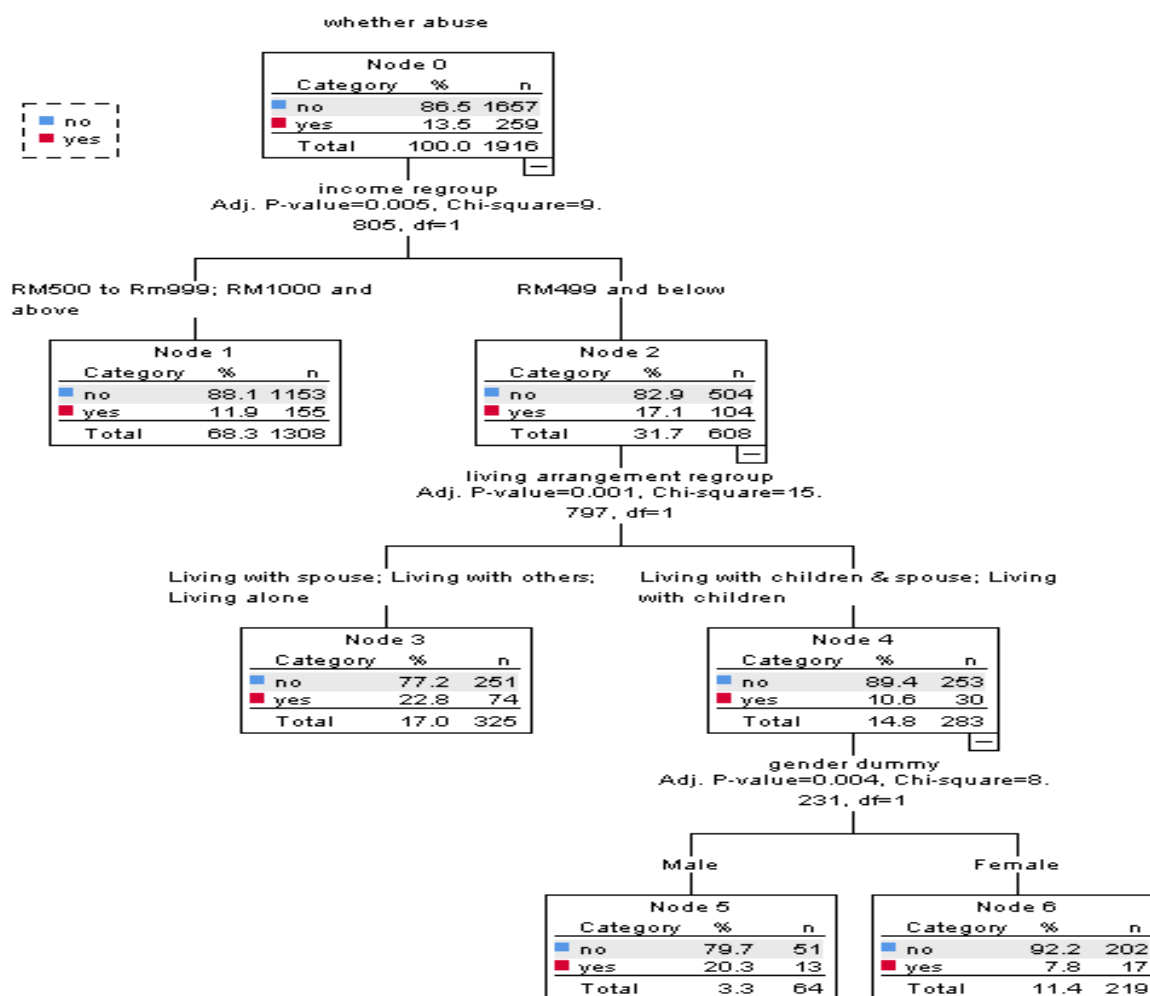 whether abuse
no
yes
Node 0
Category % n
no 86.5 1657
yes 13.5 259
Total 100.0 1916
income regroup
Adj. P-value=0.005, Chi-square=9.
805, df=1
RM500 to Rm999; RM1000 and
above
RM499 and below
Node 1
Category % n
no 88.1 1153
yes 11.9 155
Total 68.3 1308
Node 2
Category % n
no 82.9 504
yes 17.1 104
Total 31.7 608
living arrangement regroup
Adj. P-value=0.001, Chi-square=15.
797, df=1
Living with spouse; Living with others;
Living alone
Living with children & spouse; Living
with children
Node 3
Category % n
no 77.2 251
yes 22.8 74
Total 17.0 325
Node 4
Category % n
no 89.4 253
yes 10.6 30
Total 14.8 283
gender dummy
Adj. P-value=0.004, Chi-square=8.
231, df=1
Male
Female
Node 5
Category % n
no 79.7 51
yes 20.3 13
Total 3.3 64
Node 6
Category % n
no 92.2 202
yes 7.8 17
Total 11.4 219